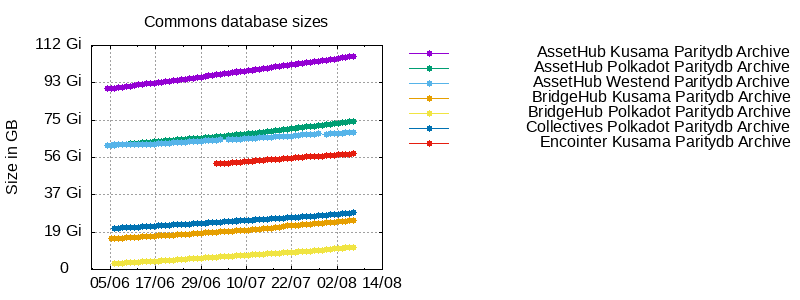 Commons database sizes
Size in GB
112 Gi
93 Gi
75 Gi
56 Gi
37 Gi
19 Gi
0
05/06 17/06 29/06 10/07 22/07 02/08 14/08
AssetHub Kusama Paritydb Archive
AssetHub Polkadot Paritydb Archive
AssetHub Westend Paritydb Archive
BridgeHub Kusama Paritydb Archive
BridgeHub Polkadot Paritydb Archive
Collectives Polkadot Paritydb Archive
Encointer Kusama Paritydb Archive